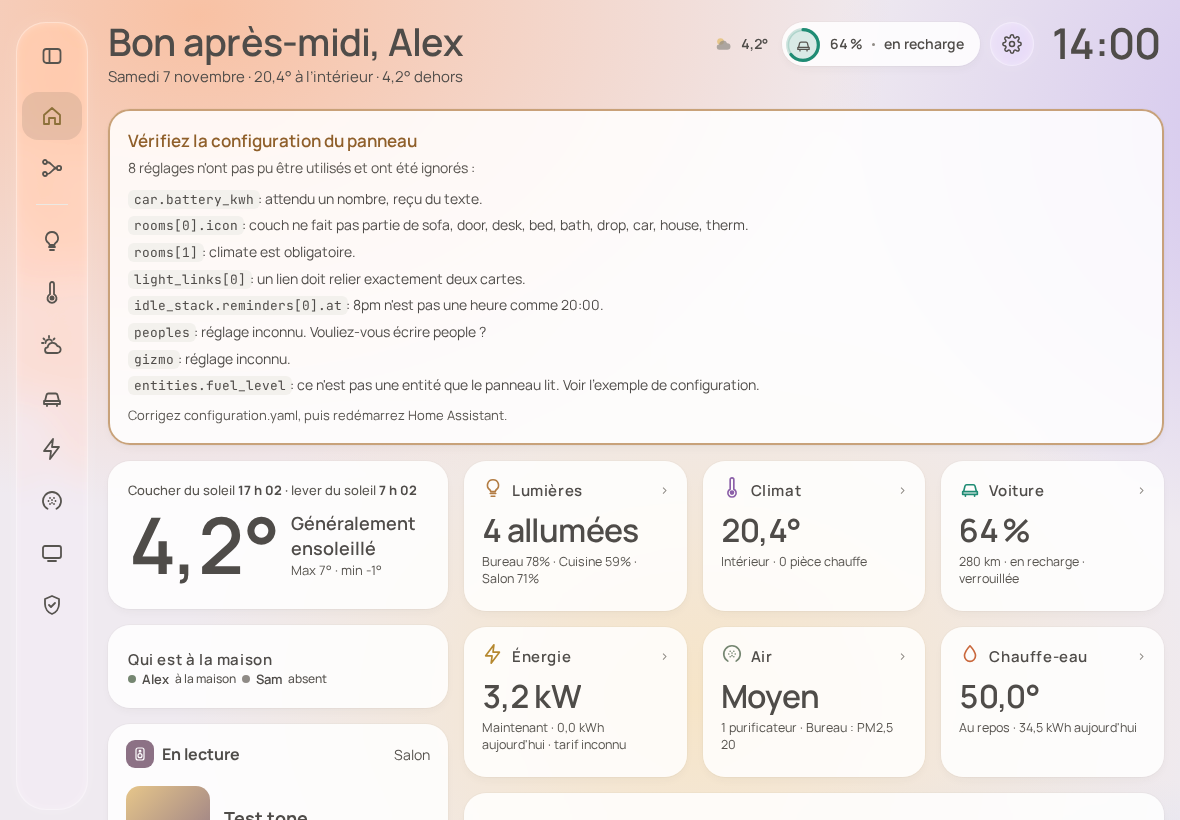 Bon après-midi, Alex
Samedi 7 novembre · 20,4° à l'intérieur · 4,2° dehors
4,2°
64 % · en recharge
14:00
Vérifiez la configuration du panneau
8 réglages n'ont pas pu être utilisés et ont été ignorés :
car.battery_kwh : attendu un nombre, reçu du texte.
rooms[0].icon : couch ne fait pas partie de sofa, door, desk, bed, bath, drop, car, house, therm.
rooms[1] : climate est obligatoire.
light_links[0] : un lien doit relier exactement deux cartes.
idle_stack.reminders[0].at : 8pm n'est pas une heure comme 20:00.
peoples : réglage inconnu. Vouliez-vous écrire people ?
gizmo : réglage inconnu.
entities.fuel_level : ce n'est pas une entité que le panneau lit. Voir l'exemple de configuration.
Corrigez configuration.yaml, puis redémarrez Home Assistant.
Coucher du soleil 17 h 02 · lever du soleil 7 h 02
4,2°
Généralement
ensoleillé
Max 7° · min -1°
Lumières
4 allumées
Bureau 78% · Cuisine 59% ·
Salon 71%
Climat
20,4°
Intérieur · 0 pièce chauffe
Voiture
64 %
280 km · en recharge ·
verrouillée
Qui est à la maison
Alex à la maison Sam absent
Énergie
3,2 kW
Maintenant · 0,0 kWh
aujourd'hui · tarif inconnu
Air
Moyen
1 purificateur · Bureau : PM2,5
20
Chauffe-eau
50,0°
Au repos · 34,5 kWh aujourd'hui
En lecture
Salon
Test tone